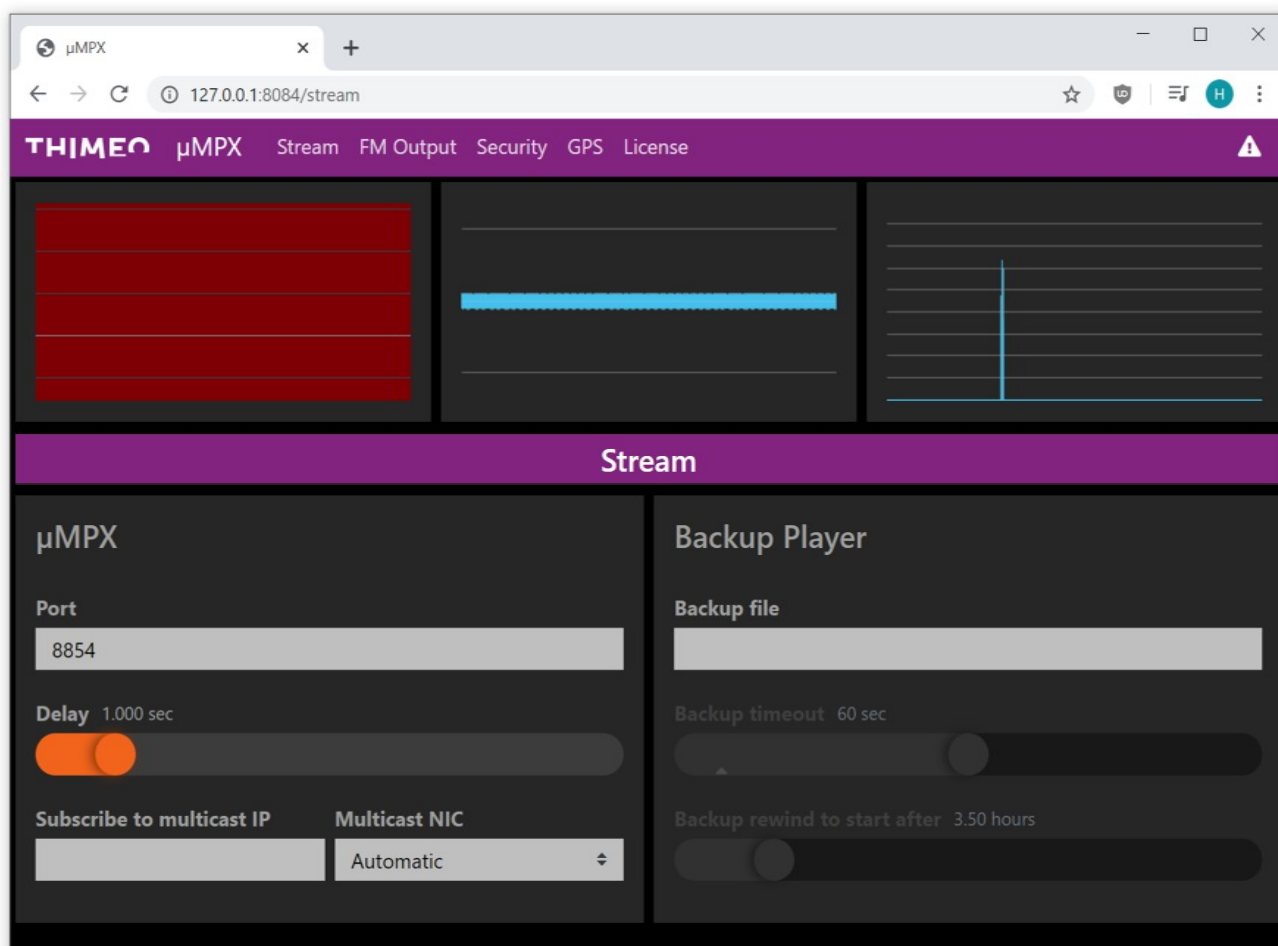 µMPX
127.0.0.1:8084/stream
H
THIMEO µMPX Stream FM Output Security GPS License
Stream
µMPX
Port
8854
Delay 1.000 sec
Subscribe to multicast IP Multicast NIC
Automatic
Backup Player
Backup file
Backup timeout 60 sec
Backup rewind to start after 3.50 hours